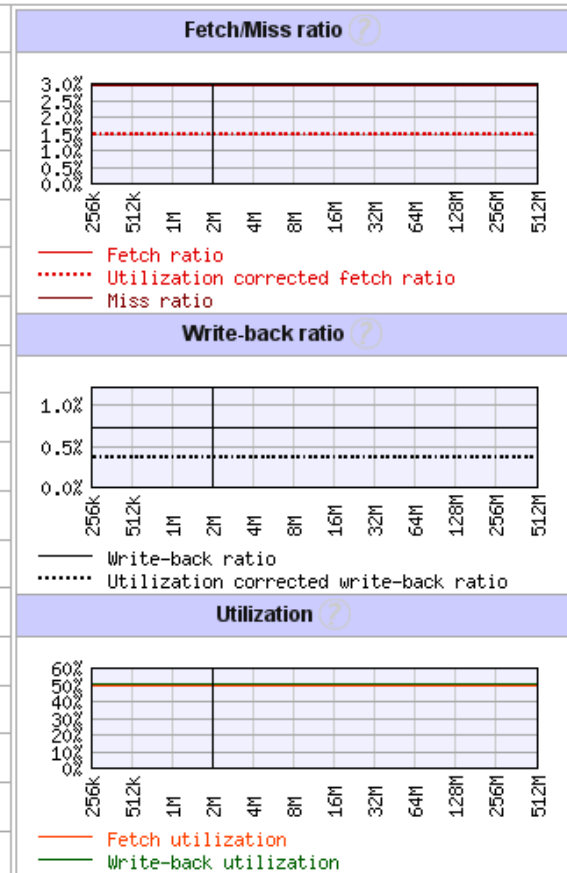 Fetch/Miss ratio ?
3.0%
2.5%
2.0%
1.5%
1.0%
0.5%
0.0%
256k 512k 1M 2M 4M 8M 16M 32M 64M 128M 256M 512M
Fetch ratio
Utilization corrected fetch ratio
Miss ratio
Write-back ratio ?
1.0%
0.5%
0.0%
256k 512k 1M 2M 4M 8M 16M 32M 64M 128M 256M 512M
Write-back ratio
Utilization corrected write-back ratio
Utilization ?
60%
50%
40%
30%
20%
10%
0%
256k 512k 1M 2M 4M 8M 16M 32M 64M 128M 256M 512M
Fetch utilization
Write-back utilization